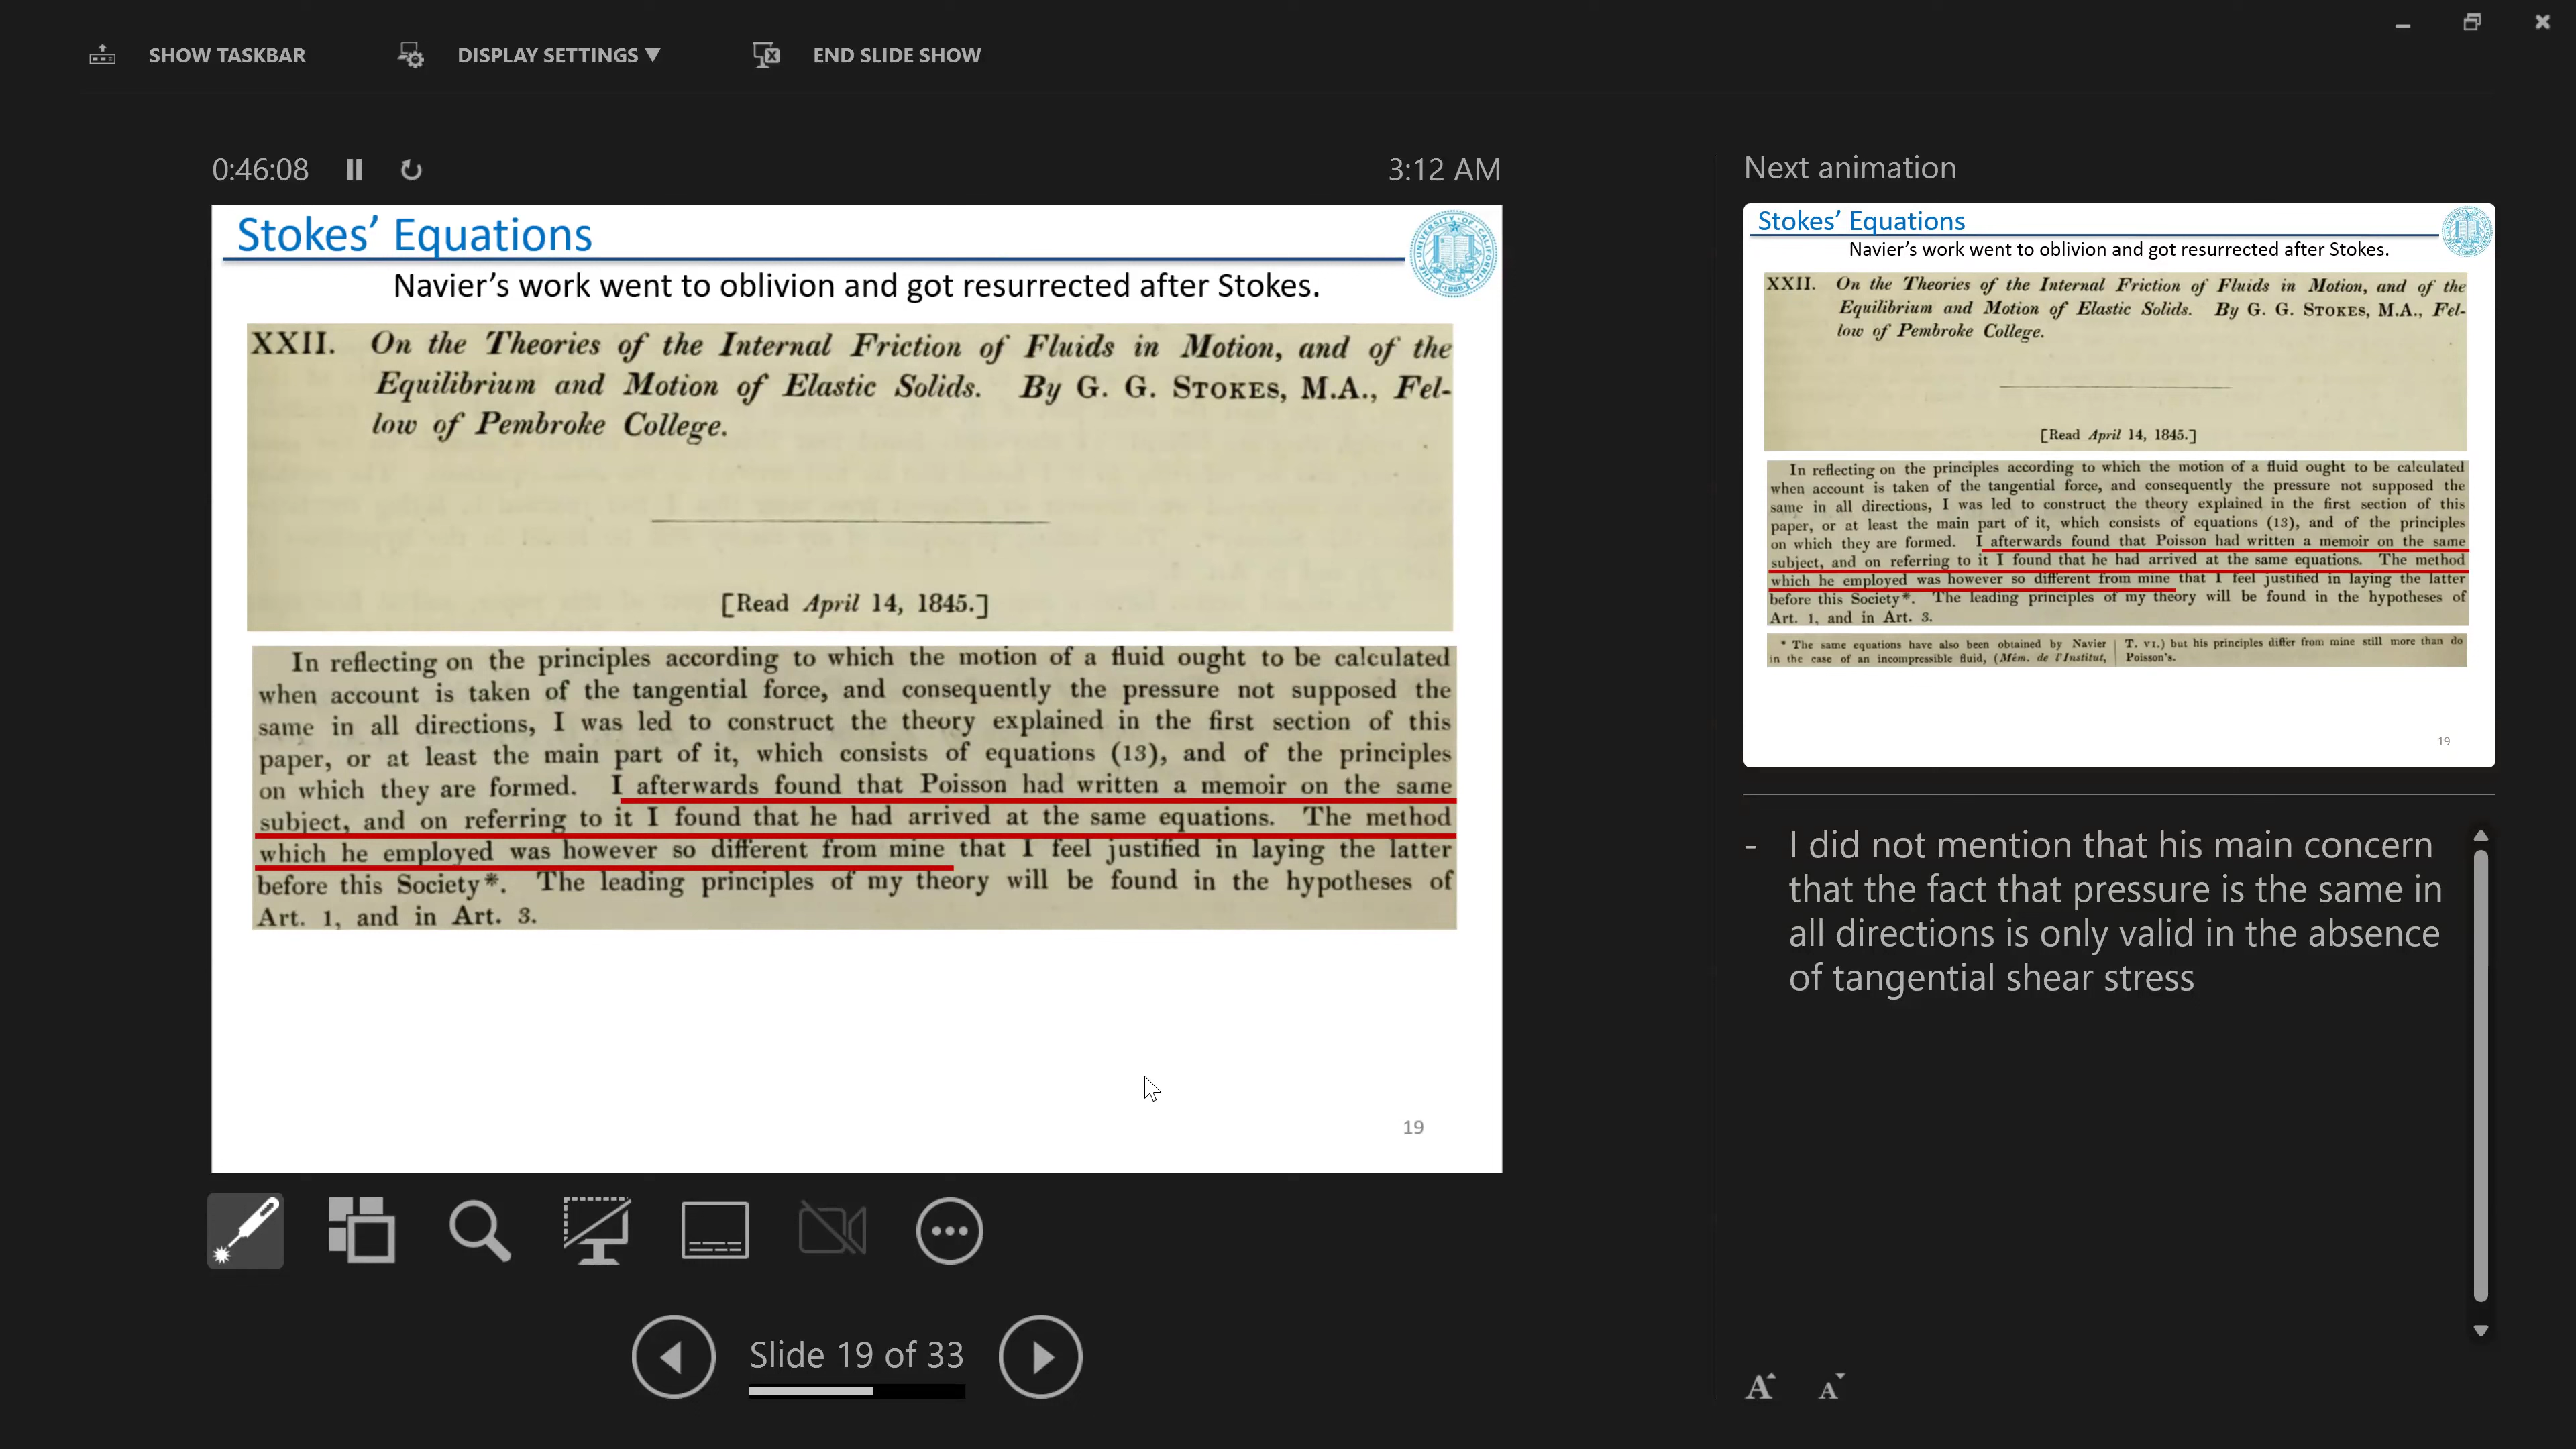 SHOW TASKBAR
DISPLAY SETTINGS ▼
END SLIDE SHOW
0:46:08
3:12 AM
Stokes’ Equations
Navier’s work went to oblivion and got resurrected after Stokes.
XXII. On the Theories of the Internal Friction of Fluids in Motion, and of the
Equilibrium and Motion of Elastic Solids. By G. G. STOKES, M.A., Fel-
low of Pembroke College.
[Read April 14, 1845.]
In reflecting on the principles according to which the motion of a fluid ought to be calculated
when account is taken of the tangential force, and consequently the pressure not supposed the
same in all directions, I was led to construct the theory explained in the first section of this
paper, or at least the main part of it, which consists of equations (13), and of the principles
on which they are formed. I afterwards found that Poisson had written a memoir on the same
subject, and on referring to it I found that he had arrived at the same equations. The method
which he employed was however so different from mine that I feel justified in laying the latter
before this Society*. The leading principles of my theory will be found in the hypotheses of
Art. 1, and in Art. 3.
19
Slide 19 of 33
Next animation
Stokes’ Equations
Navier’s work went to oblivion and got resurrected after Stokes.
XXII. On the Theories of the Internal Friction of Fluids in Motion, and of the
Equilibrium and Motion of Elastic Solids. By G. G. STOKES, M.A., Fel-
low of Pembroke College.
[Read April 14, 1845.]
In reflecting on the principles according to which the motion of a fluid ought to be calculated
when account is taken of the tangential force, and consequently the pressure not supposed the
same in all directions, I was led to construct the theory explained in the first section of this
paper, or at least the main part of it, which consists of equations (13), and of the principles
on which they are formed. I afterwards found that Poisson had written a memoir on the same
subject, and on referring to it I found that he had arrived at the same equations. The method
which he employed was however so different from mine that I feel justified in laying the latter
before this Society*. The leading principles of my theory will be found in the hypotheses of
Art. 1, and in Art. 3.
* The same equations have also been obtained by Navier
in the case of an incompressible fluid, (Mém. de l'Institut,
T. VI.) but his principles differ from mine still more than do
Poisson's.
19
- I did not mention that his main concern
that the fact that pressure is the same in
all directions is only valid in the absence
of tangential shear stress
A A